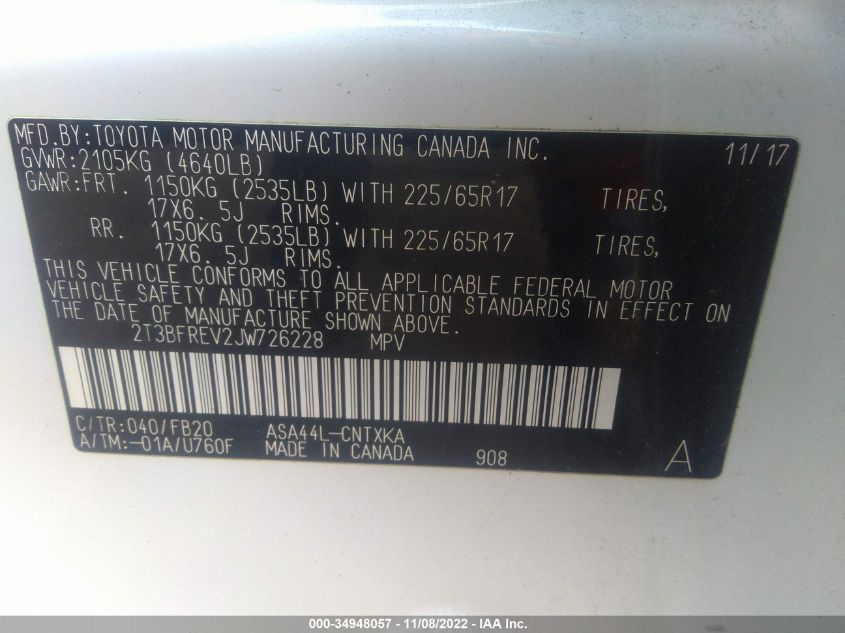 MFD.BY:TOYOTA MOTOR MANUFACTURING CANADA INC. 11/17
GVWR:2105KG (4640LB)
GAWR:FRT. 1150KG (2535LB) WITH 225/65R17 TIRES,
17X6.5J RIMS.
RR. 1150KG (2535LB) WITH 225/65R17 TIRES,
17X6.5J RIMS.
THIS VEHICLE CONFORMS TO ALL APPLICABLE FEDERAL MOTOR
VEHICLE SAFETY AND THEFT PREVENTION STANDARDS IN EFFECT ON
THE DATE OF MANUFACTURE SHOWN ABOVE.
2T3BFREV2JW726228 MPV
C/TR:040/FB20 ASA44L-CNTXKA
A/TM:-01A/U760F MADE IN CANADA 908 A
000-34948057 - 11/08/2022 - IAA Inc.